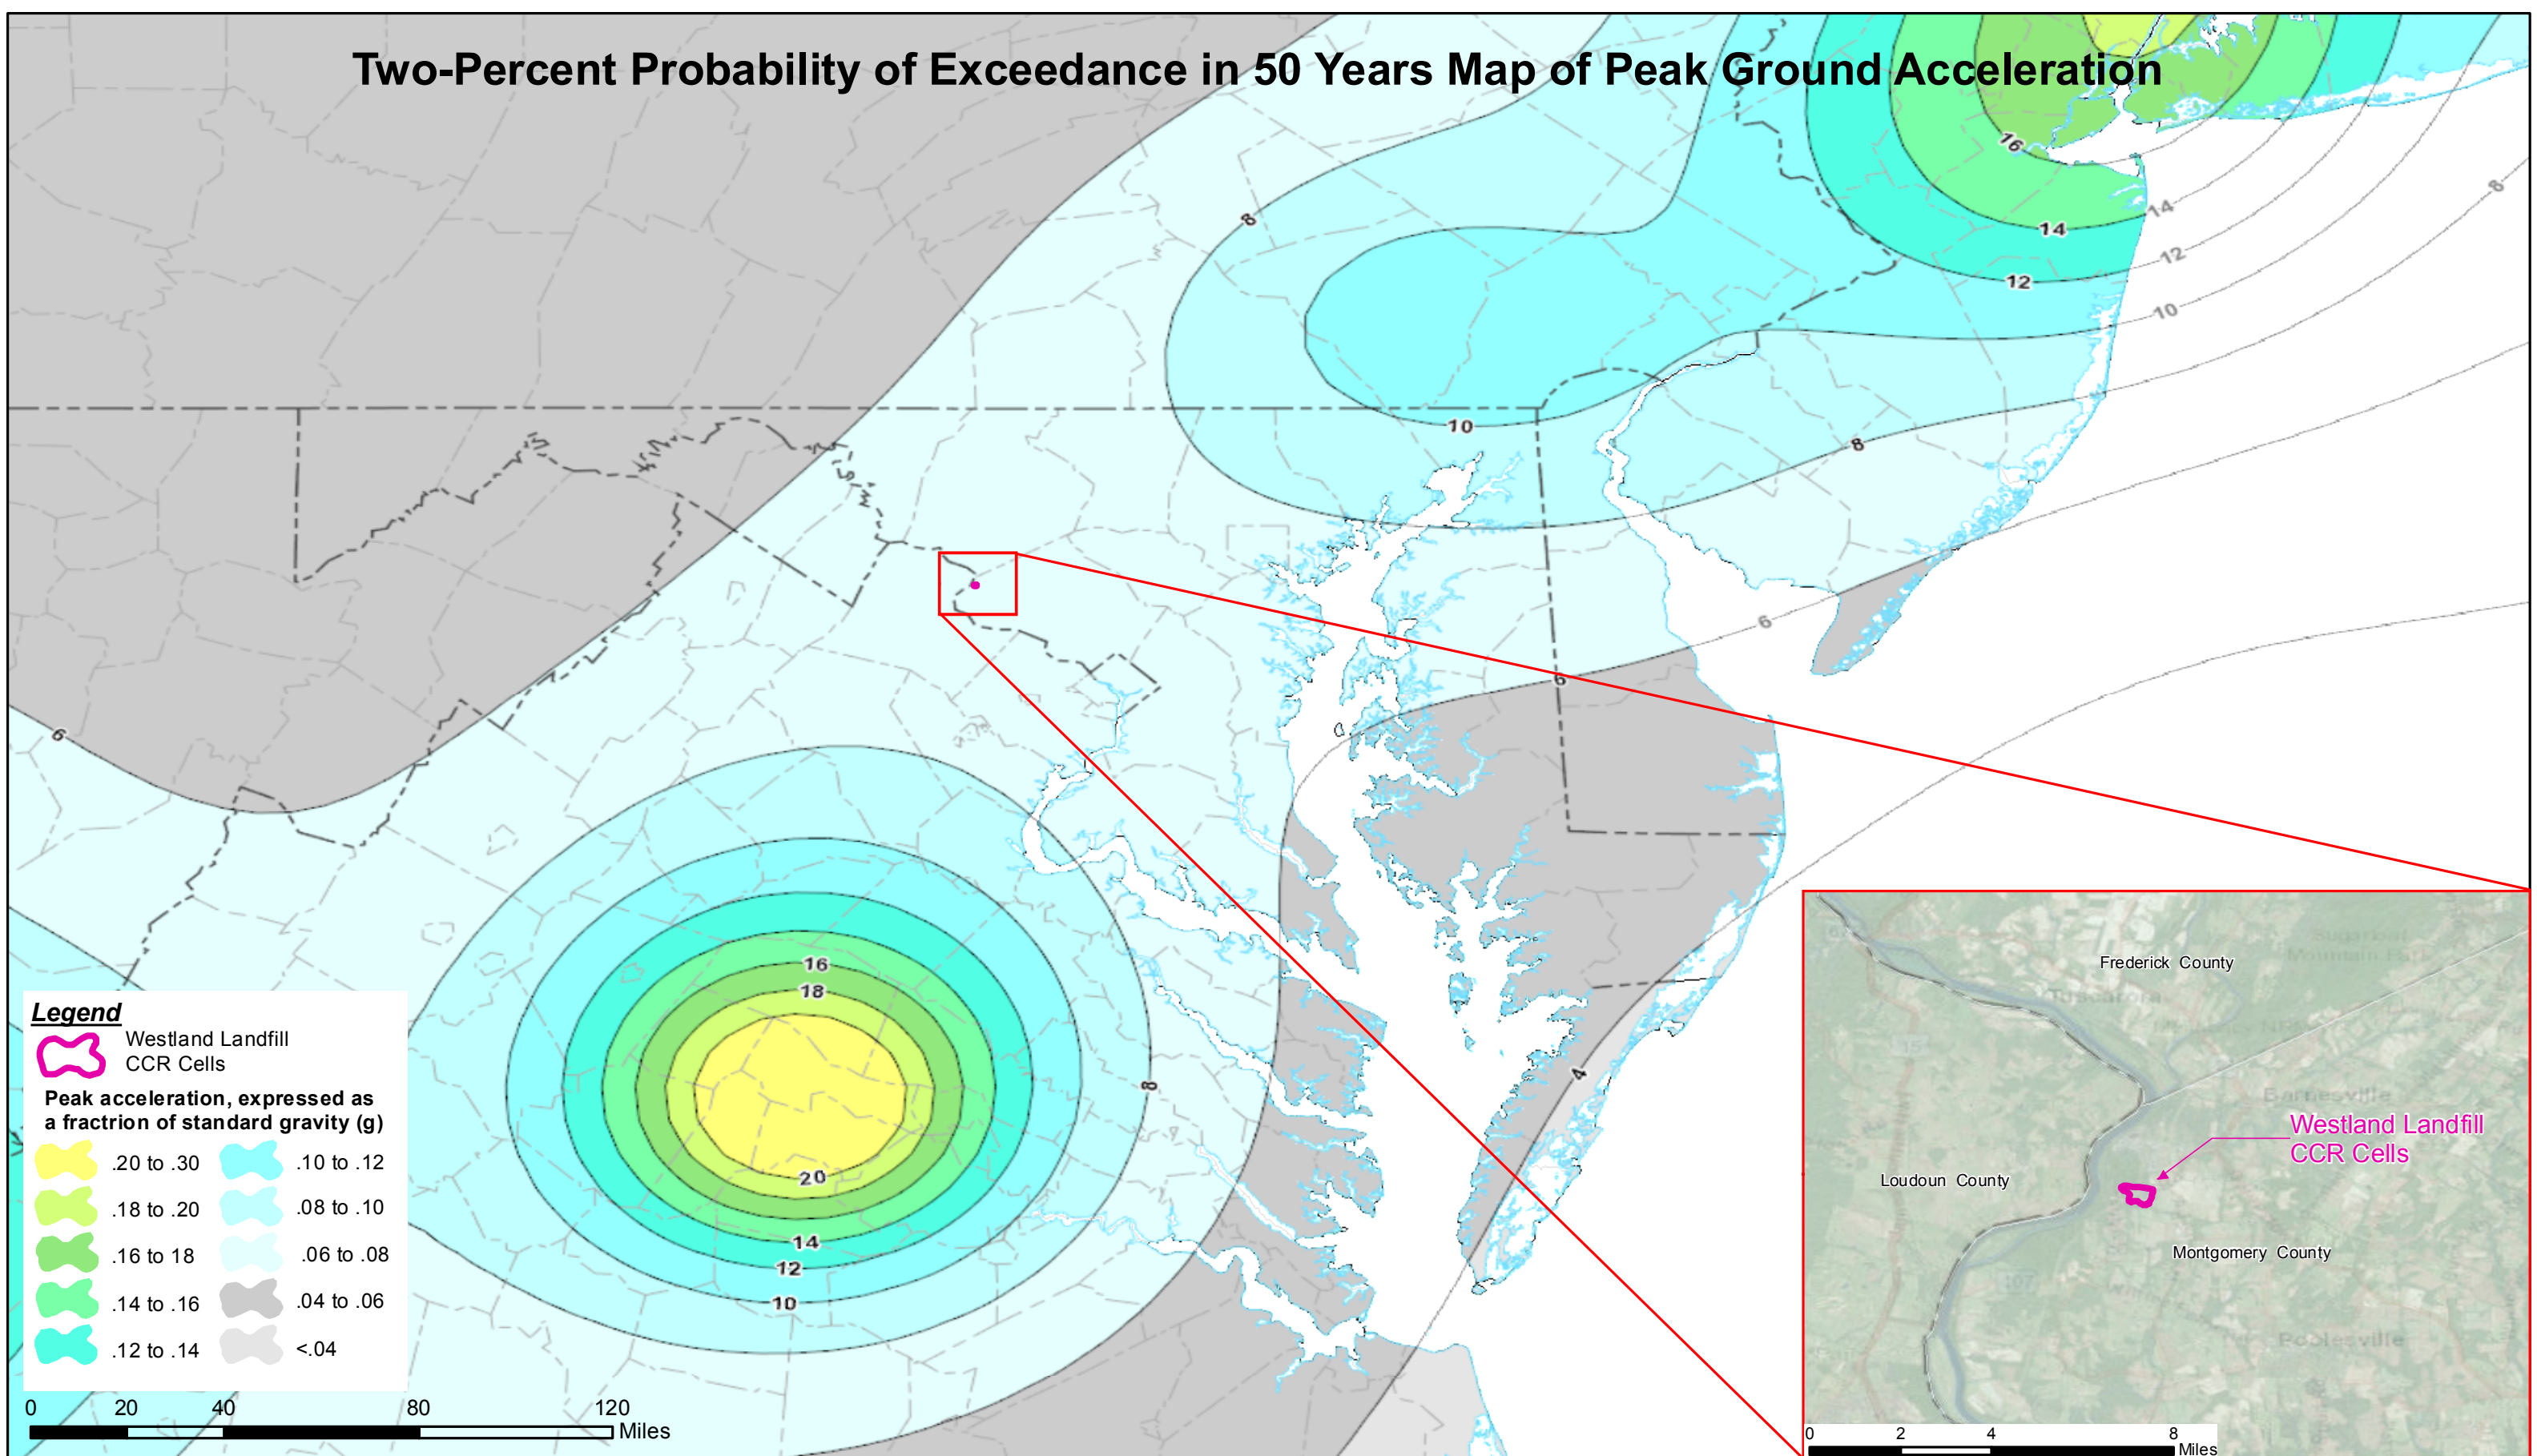 Two-Percent Probability of Exceedance in 50 Years Map of Peak Ground Acceleration
16
8
8
14
14
12
12
10
10
8
6
6
6
16
18
8
4
20
14
12
10
Legend
Westland Landfill
CCR Cells
Peak acceleration, expressed as
a fractrion of standard gravity (g)
.20 to .30
.10 to .12
.18 to .20
.08 to .10
.16 to 18
.06 to .08
.14 to .16
.04 to .06
.12 to .14
<.04
0 20 40 80 120
Miles
Frederick County
Tuscarora
15
Barnesville
Westland Landfill
CCR Cells
Loudoun County
Montgomery County
107
Poolesville
0 2 4 8
Miles